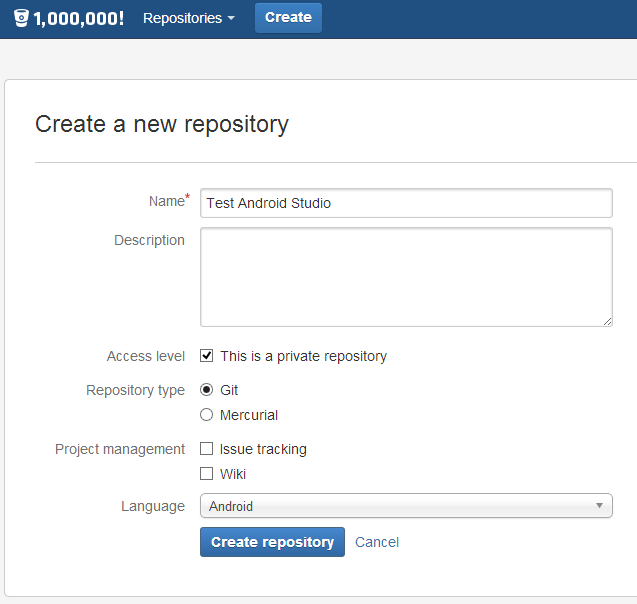 1,000,000! Repositories Create
Create a new repository
Name* Test Android Studio
Description
Access level This is a private repository
Repository type Git
Mercurial
Project management Issue tracking
Wiki
Language Android
Create repository Cancel